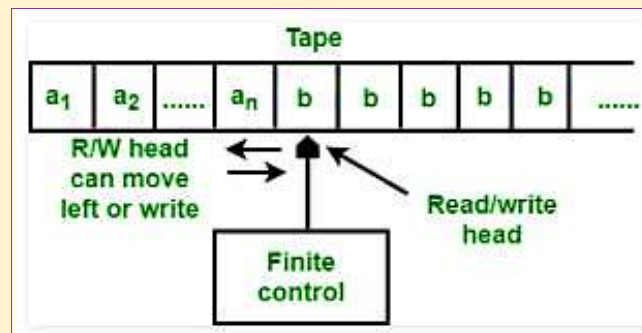 Tape
a₁ a₂ ...... aₙ b b b b b ......
R/W head
can move
left or write
Read/write
head
Finite
control